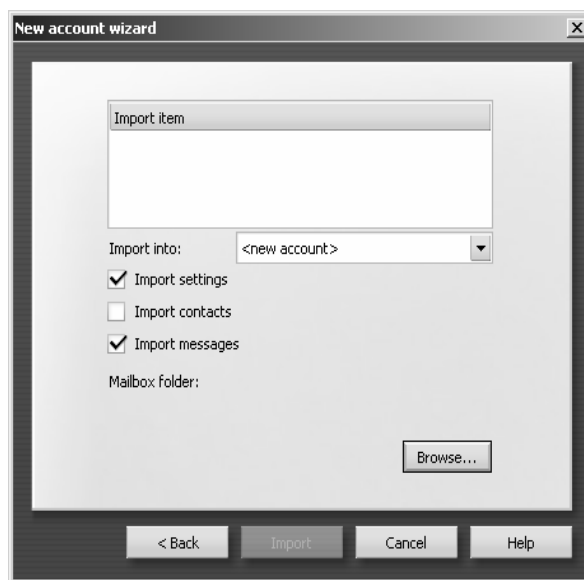 New account wizard
Import item
Import into: <new account>
Import settings
Import contacts
Import messages
Mailbox folder:
Browse...
< Back Import Cancel Help